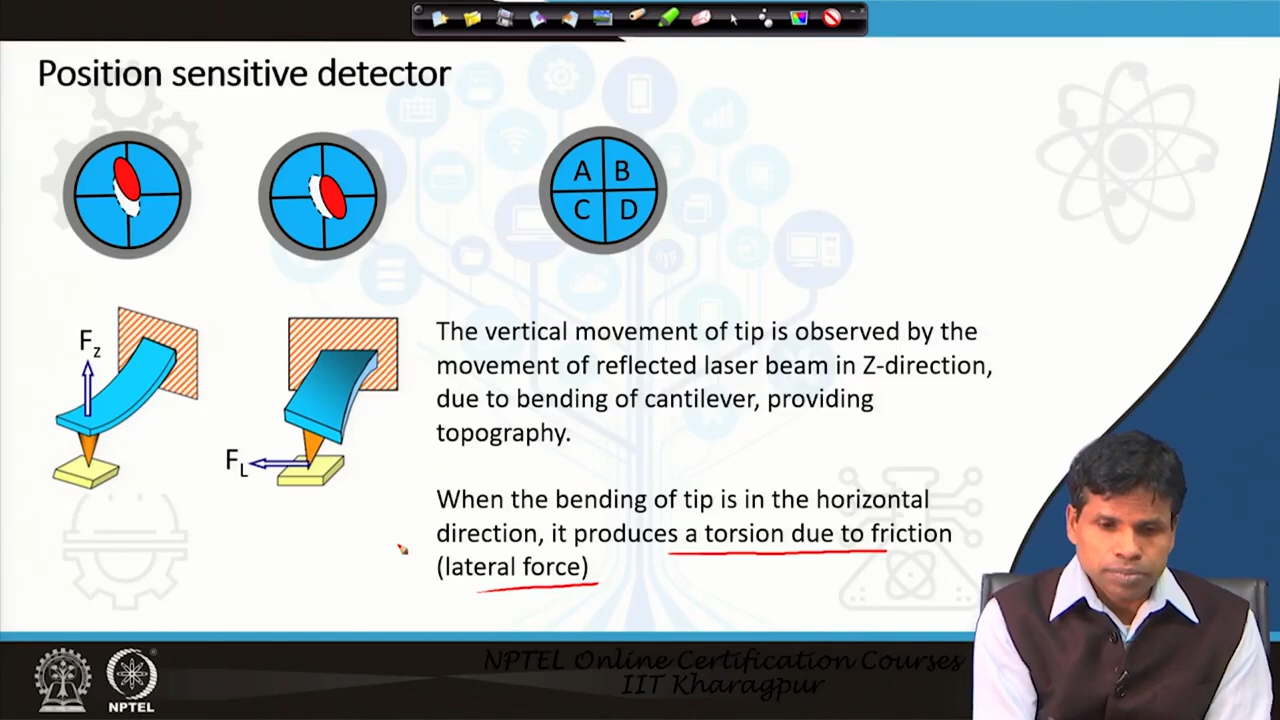 Position sensitive detector
A B
C D
Fz
FL
The vertical movement of tip is observed by the
movement of reflected laser beam in Z-direction,
due to bending of cantilever, providing
topography.
When the bending of tip is in the horizontal
direction, it produces a torsion due to friction
(lateral force)
NPTEL Online Certification Courses
IIT Kharagpur
NPTEL